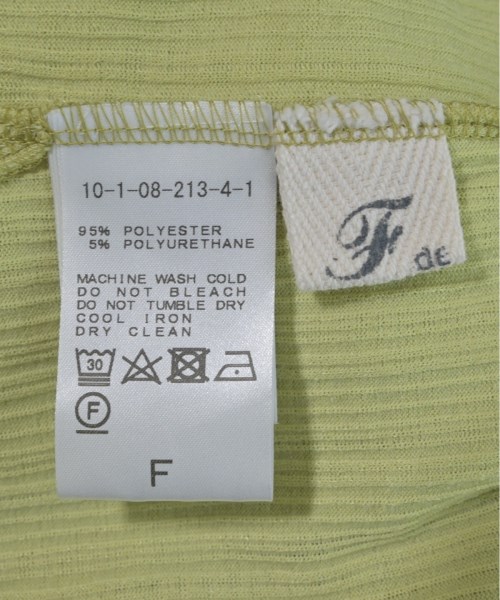 10-1-08-213-4-1
95% POLYESTER
5% POLYURETHANE
MACHINE WASH COLD
DO NOT BLEACH
DO NOT TUMBLE DRY
COOL IRON
DRY CLEAN
30
F
F
F
de